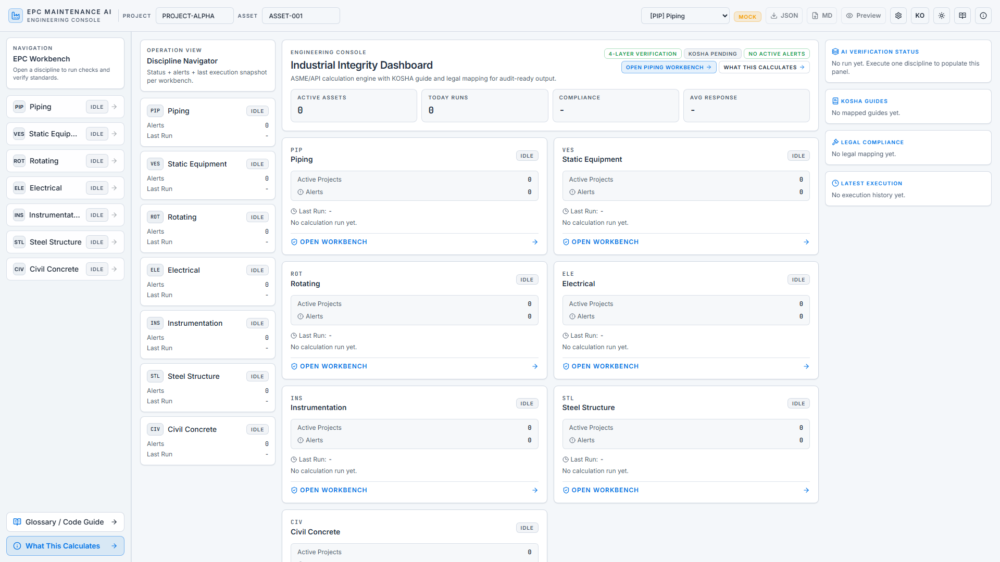 EPC MAINTENANCE AI
ENGINEERING CONSOLE
PROJECT
PROJECT-ALPHA
ASSET
ASSET-001
[PIP] Piping
MOCK
JSON
MD
Preview
KO
NAVIGATION
EPC Workbench
Open a discipline to run checks and
verify standards.
PIP Piping IDLE
VES Static Equip... IDLE
ROT Rotating IDLE
ELE Electrical IDLE
INS Instrumentat... IDLE
STL Steel Structure IDLE
CIV Civil Concrete IDLE
Glossary / Code Guide
What This Calculates
OPERATION VIEW
Discipline Navigator
Status + alerts + last execution snapshot
per workbench.
PIP Piping IDLE
Alerts 0
Last Run -
VES Static Equipment IDLE
Alerts 0
Last Run -
ROT Rotating IDLE
Alerts 0
Last Run -
ELE Electrical IDLE
Alerts 0
Last Run -
INS Instrumentation IDLE
Alerts 0
Last Run -
STL Steel Structure IDLE
Alerts 0
Last Run -
CIV Civil Concrete IDLE
Alerts 0
Last Run -
ENGINEERING CONSOLE
Industrial Integrity Dashboard
ASME/API calculation engine with KOSHA guide and legal mapping for audit-ready output.
4-LAYER VERIFICATION
KOSHA PENDING
NO ACTIVE ALERTS
OPEN PIPING WORKBENCH
WHAT THIS CALCULATES
ACTIVE ASSETS
0
TODAY RUNS
0
COMPLIANCE
-
AVG RESPONSE
-
PIP
Piping
IDLE
Active Projects 0
Alerts 0
Last Run: -
No calculation run yet.
OPEN WORKBENCH
VES
Static Equipment
IDLE
Active Projects 0
Alerts 0
Last Run: -
No calculation run yet.
OPEN WORKBENCH
ROT
Rotating
IDLE
Active Projects 0
Alerts 0
Last Run: -
No calculation run yet.
OPEN WORKBENCH
ELE
Electrical
IDLE
Active Projects 0
Alerts 0
Last Run: -
No calculation run yet.
OPEN WORKBENCH
INS
Instrumentation
IDLE
Active Projects 0
Alerts 0
Last Run: -
No calculation run yet.
OPEN WORKBENCH
STL
Steel Structure
IDLE
Active Projects 0
Alerts 0
Last Run: -
No calculation run yet.
OPEN WORKBENCH
CIV
Civil Concrete
IDLE
Active Projects 0
AI VERIFICATION STATUS
No run yet. Execute one discipline to populate this
panel.
KOSHA GUIDES
No mapped guides yet.
LEGAL COMPLIANCE
No legal mapping yet.
LATEST EXECUTION
No execution history yet.